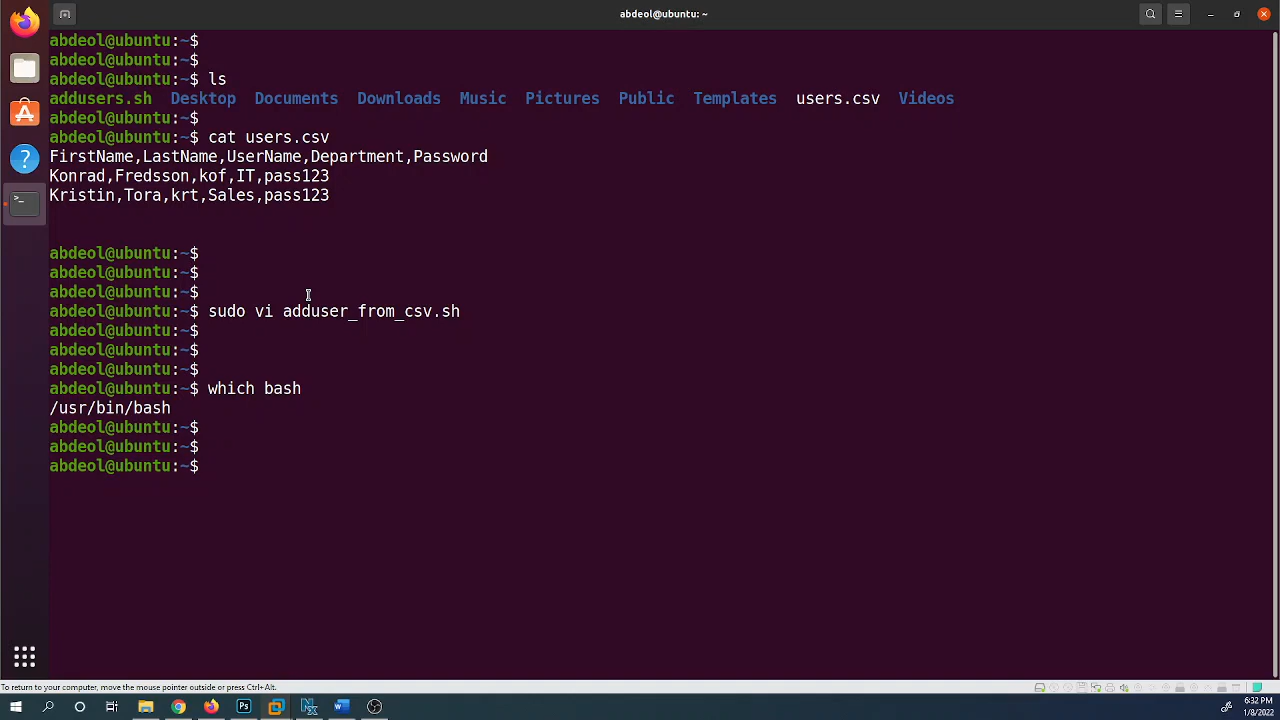 abdeol@ubuntu: ~
abdeol@ubuntu:~$
abdeol@ubuntu:~$
abdeol@ubuntu:~$ ls
addusers.sh Desktop Documents Downloads Music Pictures Public Templates users.csv Videos
abdeol@ubuntu:~$
abdeol@ubuntu:~$ cat users.csv
FirstName,LastName,UserName,Department,Password
Konrad,Fredsson,kof,IT,pass123
Kristin,Tora,krt,Sales,pass123
abdeol@ubuntu:~$
abdeol@ubuntu:~$
abdeol@ubuntu:~$
abdeol@ubuntu:~$ sudo vi adduser_from_csv.sh
abdeol@ubuntu:~$
abdeol@ubuntu:~$
abdeol@ubuntu:~$
abdeol@ubuntu:~$ which bash
/usr/bin/bash
abdeol@ubuntu:~$
abdeol@ubuntu:~$
abdeol@ubuntu:~$
To return to your computer, move the mouse pointer outside or press Ctrl+Alt.
6:32 PM
1/8/2022